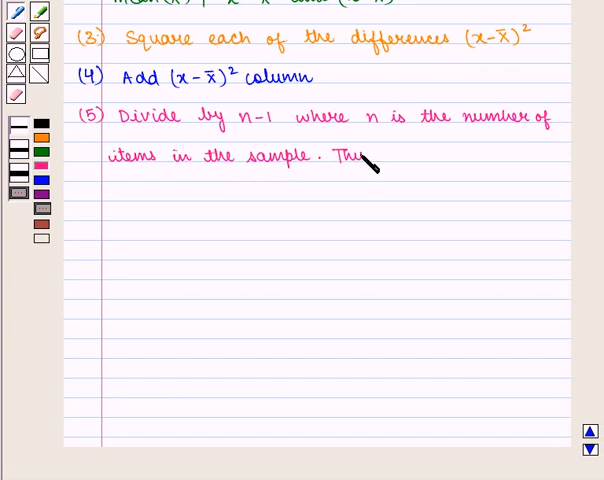 (3) Square each of the differences (x-x̄)²
(4) Add (x-x̄)² column
(5) Divide by n-1 where n is the number of
items in the sample. Thi